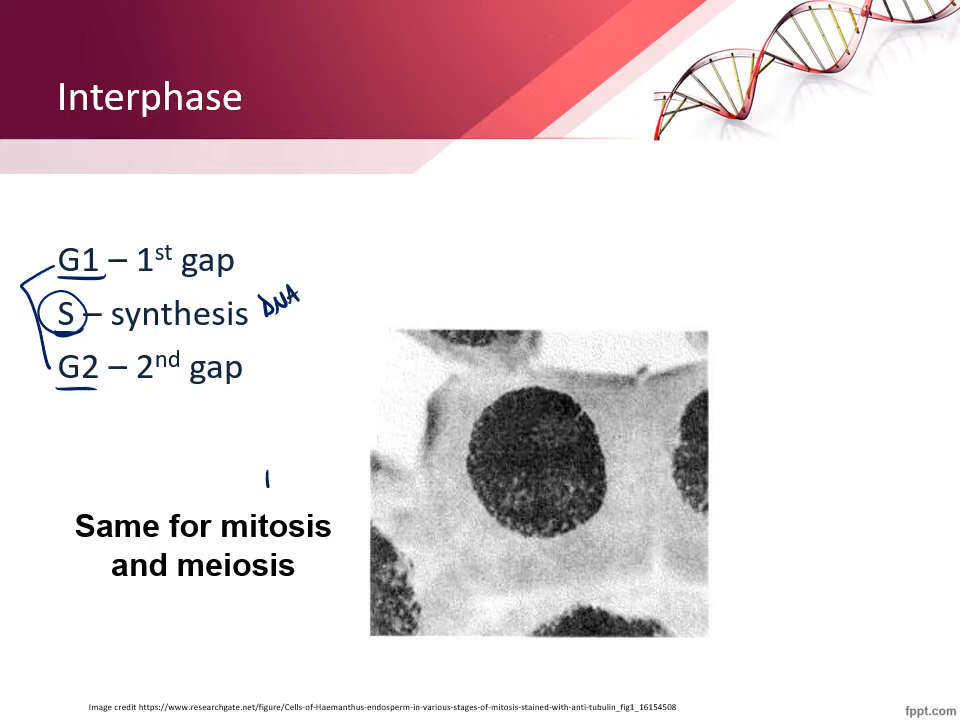 Interphase
G1 – 1st gap
S – synthesis DNA
G2 – 2nd gap
Same for mitosis
and meiosis
Image credit https://www.researchgate.net/figure/Cells-of-Haemanthus-endosperm-in-various-stages-of-mitosis-stained-with-anti-tubulin_fig1_16154508
fppt.com